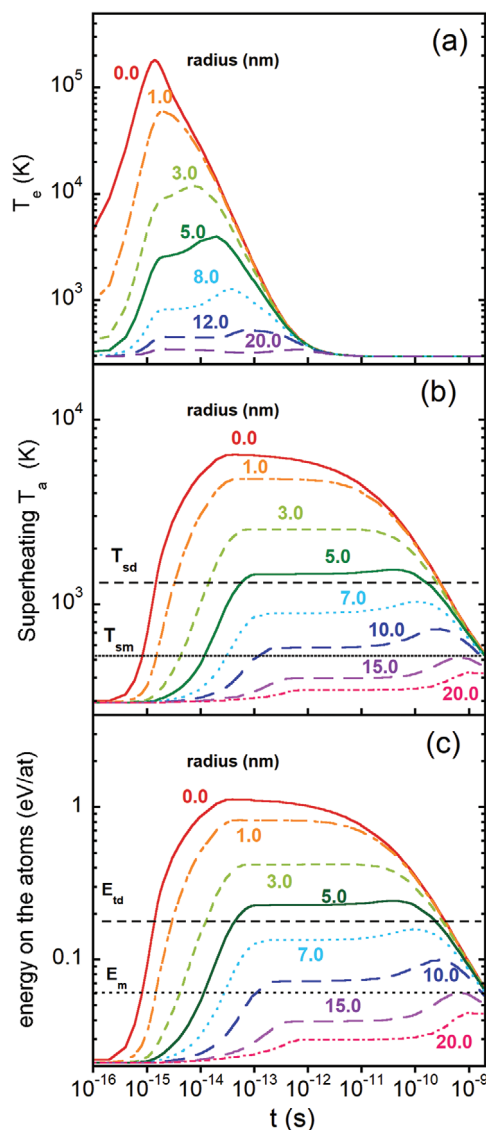 (a)
radius (nm)
0.0
1.0
3.0
5.0
8.0
12.0
20.0
10^5
10^4
10^3
T_e (K)
(b)
radius (nm)
0.0
1.0
3.0
5.0
7.0
10.0
15.0
20.0
T_sd
T_sm
10^4
10^3
Superheating T_a (K)
(c)
radius (nm)
0.0
1.0
3.0
5.0
7.0
10.0
15.0
20.0
E_td
E_m
1
0.1
energy on the atoms (eV/at)
10^-16 10^-15 10^-14 10^-13 10^-12 10^-11 10^-10 10^-9
t (s)